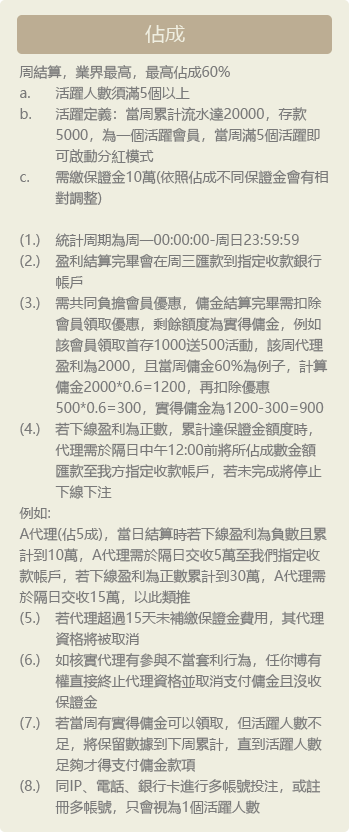 佔成
周結算，業界最高，最高佔成60%
a. 活躍人數須滿5個以上
b. 活躍定義：當周累計流水達20000，存款
5000，為一個活躍會員，當周滿5個活躍即
可啟動分紅模式
c. 需繳保證金10萬(依照佔成不同保證金會有相
對調整)
(1.) 統計周期為周一00:00:00-周日23:59:59
(2.) 盈利結算完畢會在周三匯款到指定收款銀行
帳戶
(3.) 需共同負擔會員優惠，傭金結算完畢需扣除
會員領取優惠，剩餘額度為實得傭金，例如
該會員領取首存1000送500活動，該周代理
盈利為2000，且當周傭金60%為例子，計算
傭金2000*0.6=1200，再扣除優惠
500*0.6=300，實得傭金為1200-300=900
(4.) 若下線盈利為正數，累計達保證金額度時，
代理需於隔日中午12:00前將所佔成數金額
匯款至我方指定收款帳戶，若未完成將停止
下線下注
例如:
A代理(佔5成)，當日結算時若下線盈利為負數且累
計到10萬，A代理需於隔日交收5萬至我們指定收
款帳戶，若下線盈利為正數累計到30萬，A代理需
於隔日交收15萬，以此類推
(5.) 若代理超過15天未補繳保證金費用，其代理
資格將被取消
(6.) 如核實代理有參與不當套利行為，任你博有
權直接終止代理資格並取消支付傭金且沒收
保證金
(7.) 若當周有實得傭金可以領取，但活躍人數不
足，將保留數據到下周累計，直到活躍人數
足夠才得支付傭金款項
(8.) 同IP、電話、銀行卡進行多帳號投注，或註
冊多帳號，只會視為1個活躍人數